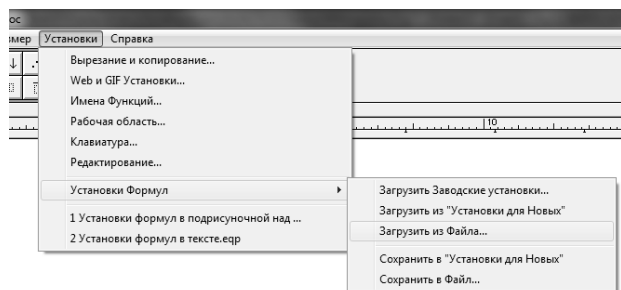 ос
змер Установки Справка
Вырезание и копирование...
Web и GIF Установки...
Имена Функций...
Рабочая область...
10
Клавиатура...
Редактирование...
Установки Формул
Загрузить Заводские установки...
Загрузить из "Установки для Новых"
1 Установки формул в подрисуночной над ...
Загрузить из Файла...
2 Установки формул в тексте.eqp
Сохранить в "Установки для Новых"
Сохранить в Файл...